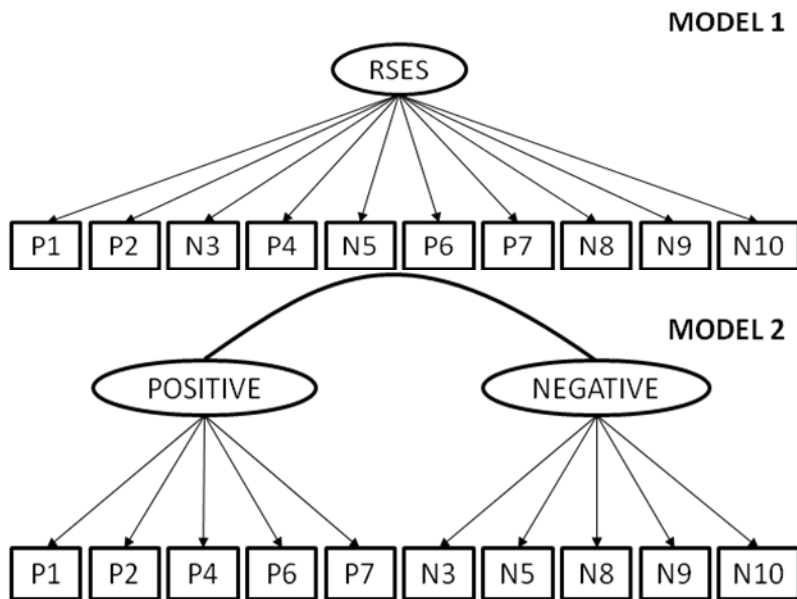 MODEL 1
RSES
P1 P2 N3 P4 N5 P6 P7 N8 N9 N10
MODEL 2
POSITIVE NEGATIVE
P1 P2 P4 P6 P7 N3 N5 N8 N9 N10